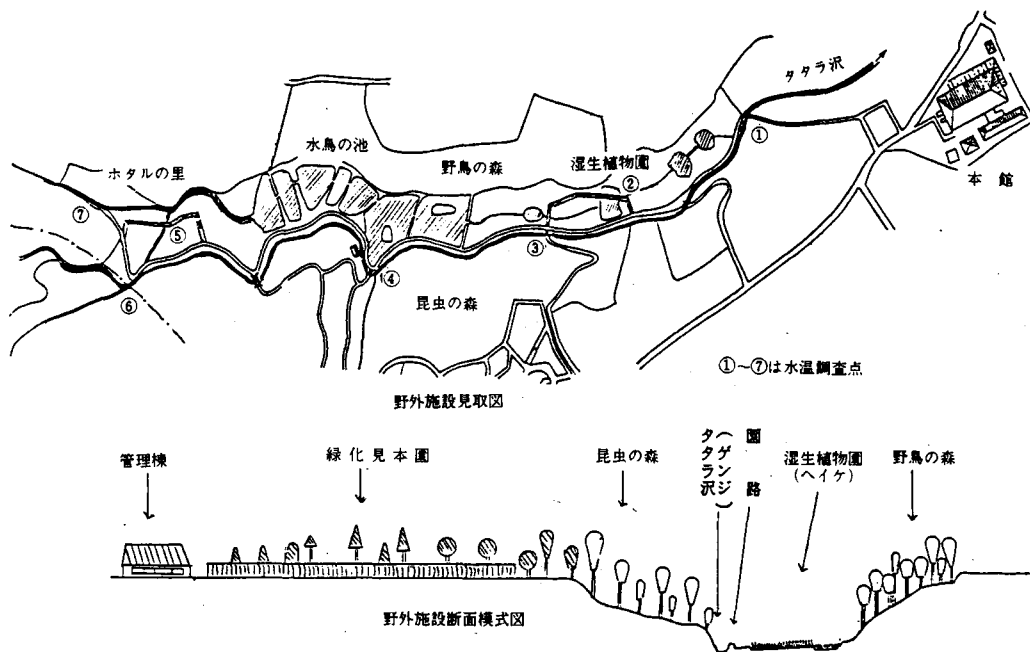 タタラ沢
①
水鳥の池
野鳥の森
湿生植物園
②
ホタルの里
本館
⑦
⑤
③
④
⑥
昆虫の森
①～⑦は水温調査点
野外施設見取図
管理棟
緑化見本園
昆虫の森
タタラ沢
(ゲンジ)
園路
湿生植物園
(ヘイケ)
野鳥の森
野外施設断面模式図